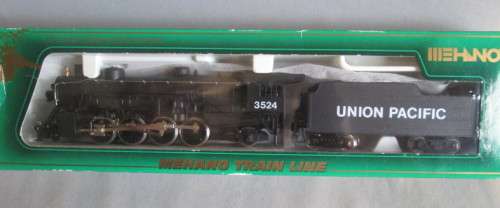 MEHANO
3524
UNION PACIFIC
MEHANO TRAIN LINE